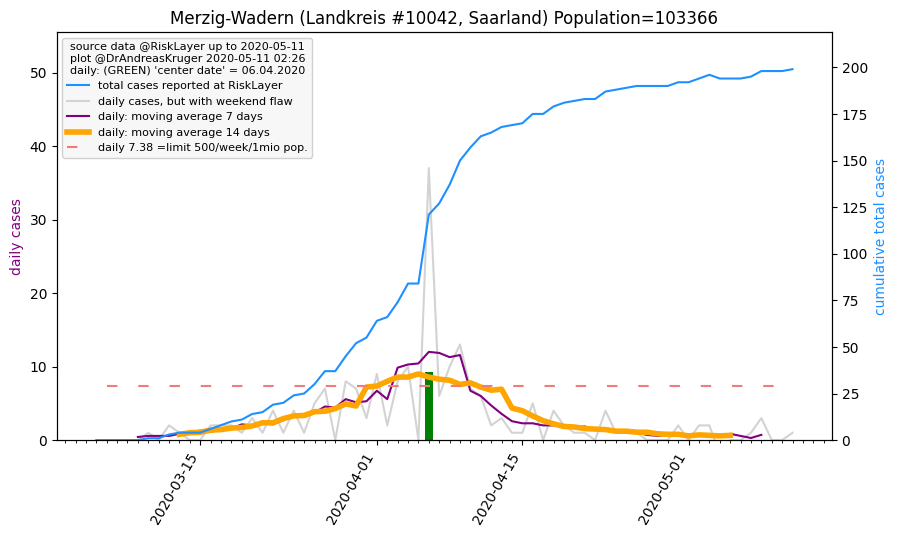 Merzig-Wadern (Landkreis #10042, Saarland) Population=103366
source data @RiskLayer up to 2020-05-11
plot @DrAndreasKruger 2020-05-11 02:26
daily: (GREEN) 'center date' = 06.04.2020
total cases reported at RiskLayer
daily cases, but with weekend flaw
daily: moving average 7 days
daily: moving average 14 days
daily 7.38 =limit 500/week/1mio pop.
daily cases
50
40
30
20
10
0
cumulative total cases
200
175
150
125
100
75
50
25
0
2020-03-15
2020-04-01
2020-04-15
2020-05-01